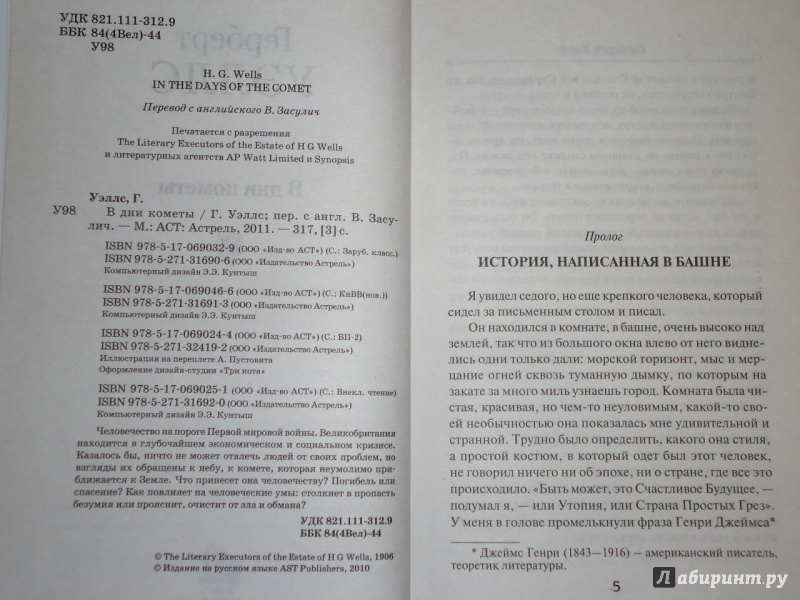 УДК 821.111-312.9
ББК 84(4Вел)-44
У98
H. G. Wells
IN THE DAYS OF THE COMET
Перевод с английского В. Засулич
Печатается с разрешения
The Literary Executors of the Estate of H G Wells
и литературных агентств AP Watt Limited и Synopsis
Уэллс, Г.
У98 В дни кометы / Г. Уэллс; пер. с англ. В. Засу-
лич. — М.: АСТ: Астрель, 2011. — 317, [3] с.
ISBN 978-5-17-069032-9 (ООО «Изд-во АСТ») (С.: Заруб. класс.)
ISBN 978-5-271-31690-6 (ООО «Издательство Астрель»)
Компьютерный дизайн Э.Э. Кунтыш
ISBN 978-5-17-069046-6 (ООО «Изд-во АСТ») (С.: КнВВ(нов.))
ISBN 978-5-271-31691-3 (ООО «Издательство Астрель»)
Компьютерный дизайн Э.Э. Кунтыш
ISBN 978-5-17-069024-4 (ООО «Изд-во АСТ») (С.: БП-2)
ISBN 978-5-271-32419-2 (ООО «Издательство Астрель»)
Иллюстрация на переплете А. Пустовита
Оформление дизайн-студия «Три кота»
ISBN 978-5-17-069025-1 (ООО «Изд-во АСТ») (С.: Внекл. чтение)
ISBN 978-5-271-31692-0 (ООО «Издательство Астрель»)
Компьютерный дизайн Э.Э. Кунтыш
Человечество на пороге Первой мировой войны. Великобритания
находится в глубочайшем экономическом и социальном кризисе.
Казалось бы, ничто не может отвлечь людей от своих проблем, но
взгляды их обращены к небу, к комете, которая неумолимо при-
ближается к Земле. Что принесет она человечеству? Погибель или
спасение? Как повлияет на человеческие умы: столкнет в пропасть
безумия или прояснит, очистит от зла и обмана?
УДК 821.111-312.9
ББК 84(4Вел)-44
© The Literary Executors of the Estate of H G Wells, 1906
© Издание на русском языке AST Publishers, 2010
Пролог
ИСТОРИЯ, НАПИСАННАЯ В БАШНЕ
Я увидел седого, но еще крепкого человека, который
сидел за письменным столом и писал.
Он находился в комнате, в башне, очень высоко над
землей, так что из большого окна влево от него видне-
лись одни только дали: морской горизонт, мыс и мер-
цание огней сквозь туманную дымку, по которым на
закате за много миль узнаешь город. Комната была чи-
стая, красивая, но чем-то неуловимым, какой-то сво-
ей необычностью она показалась мне удивительной и
странной. Трудно было определить, какого она стиля,
а простой костюм, в который одет был этот человек,
не говорил ничего ни об эпохе, ни о стране, где все это
происходило. «Быть может, это Счастливое Будущее, —
подумал я, — или Утопия, или Страна Простых Грез».
У меня в голове промелькнули фраза Генри Джеймса*
* Джеймс Генри (1843—1916) — американский писатель,
теоретик литературы.
5
Лабиринт.ру